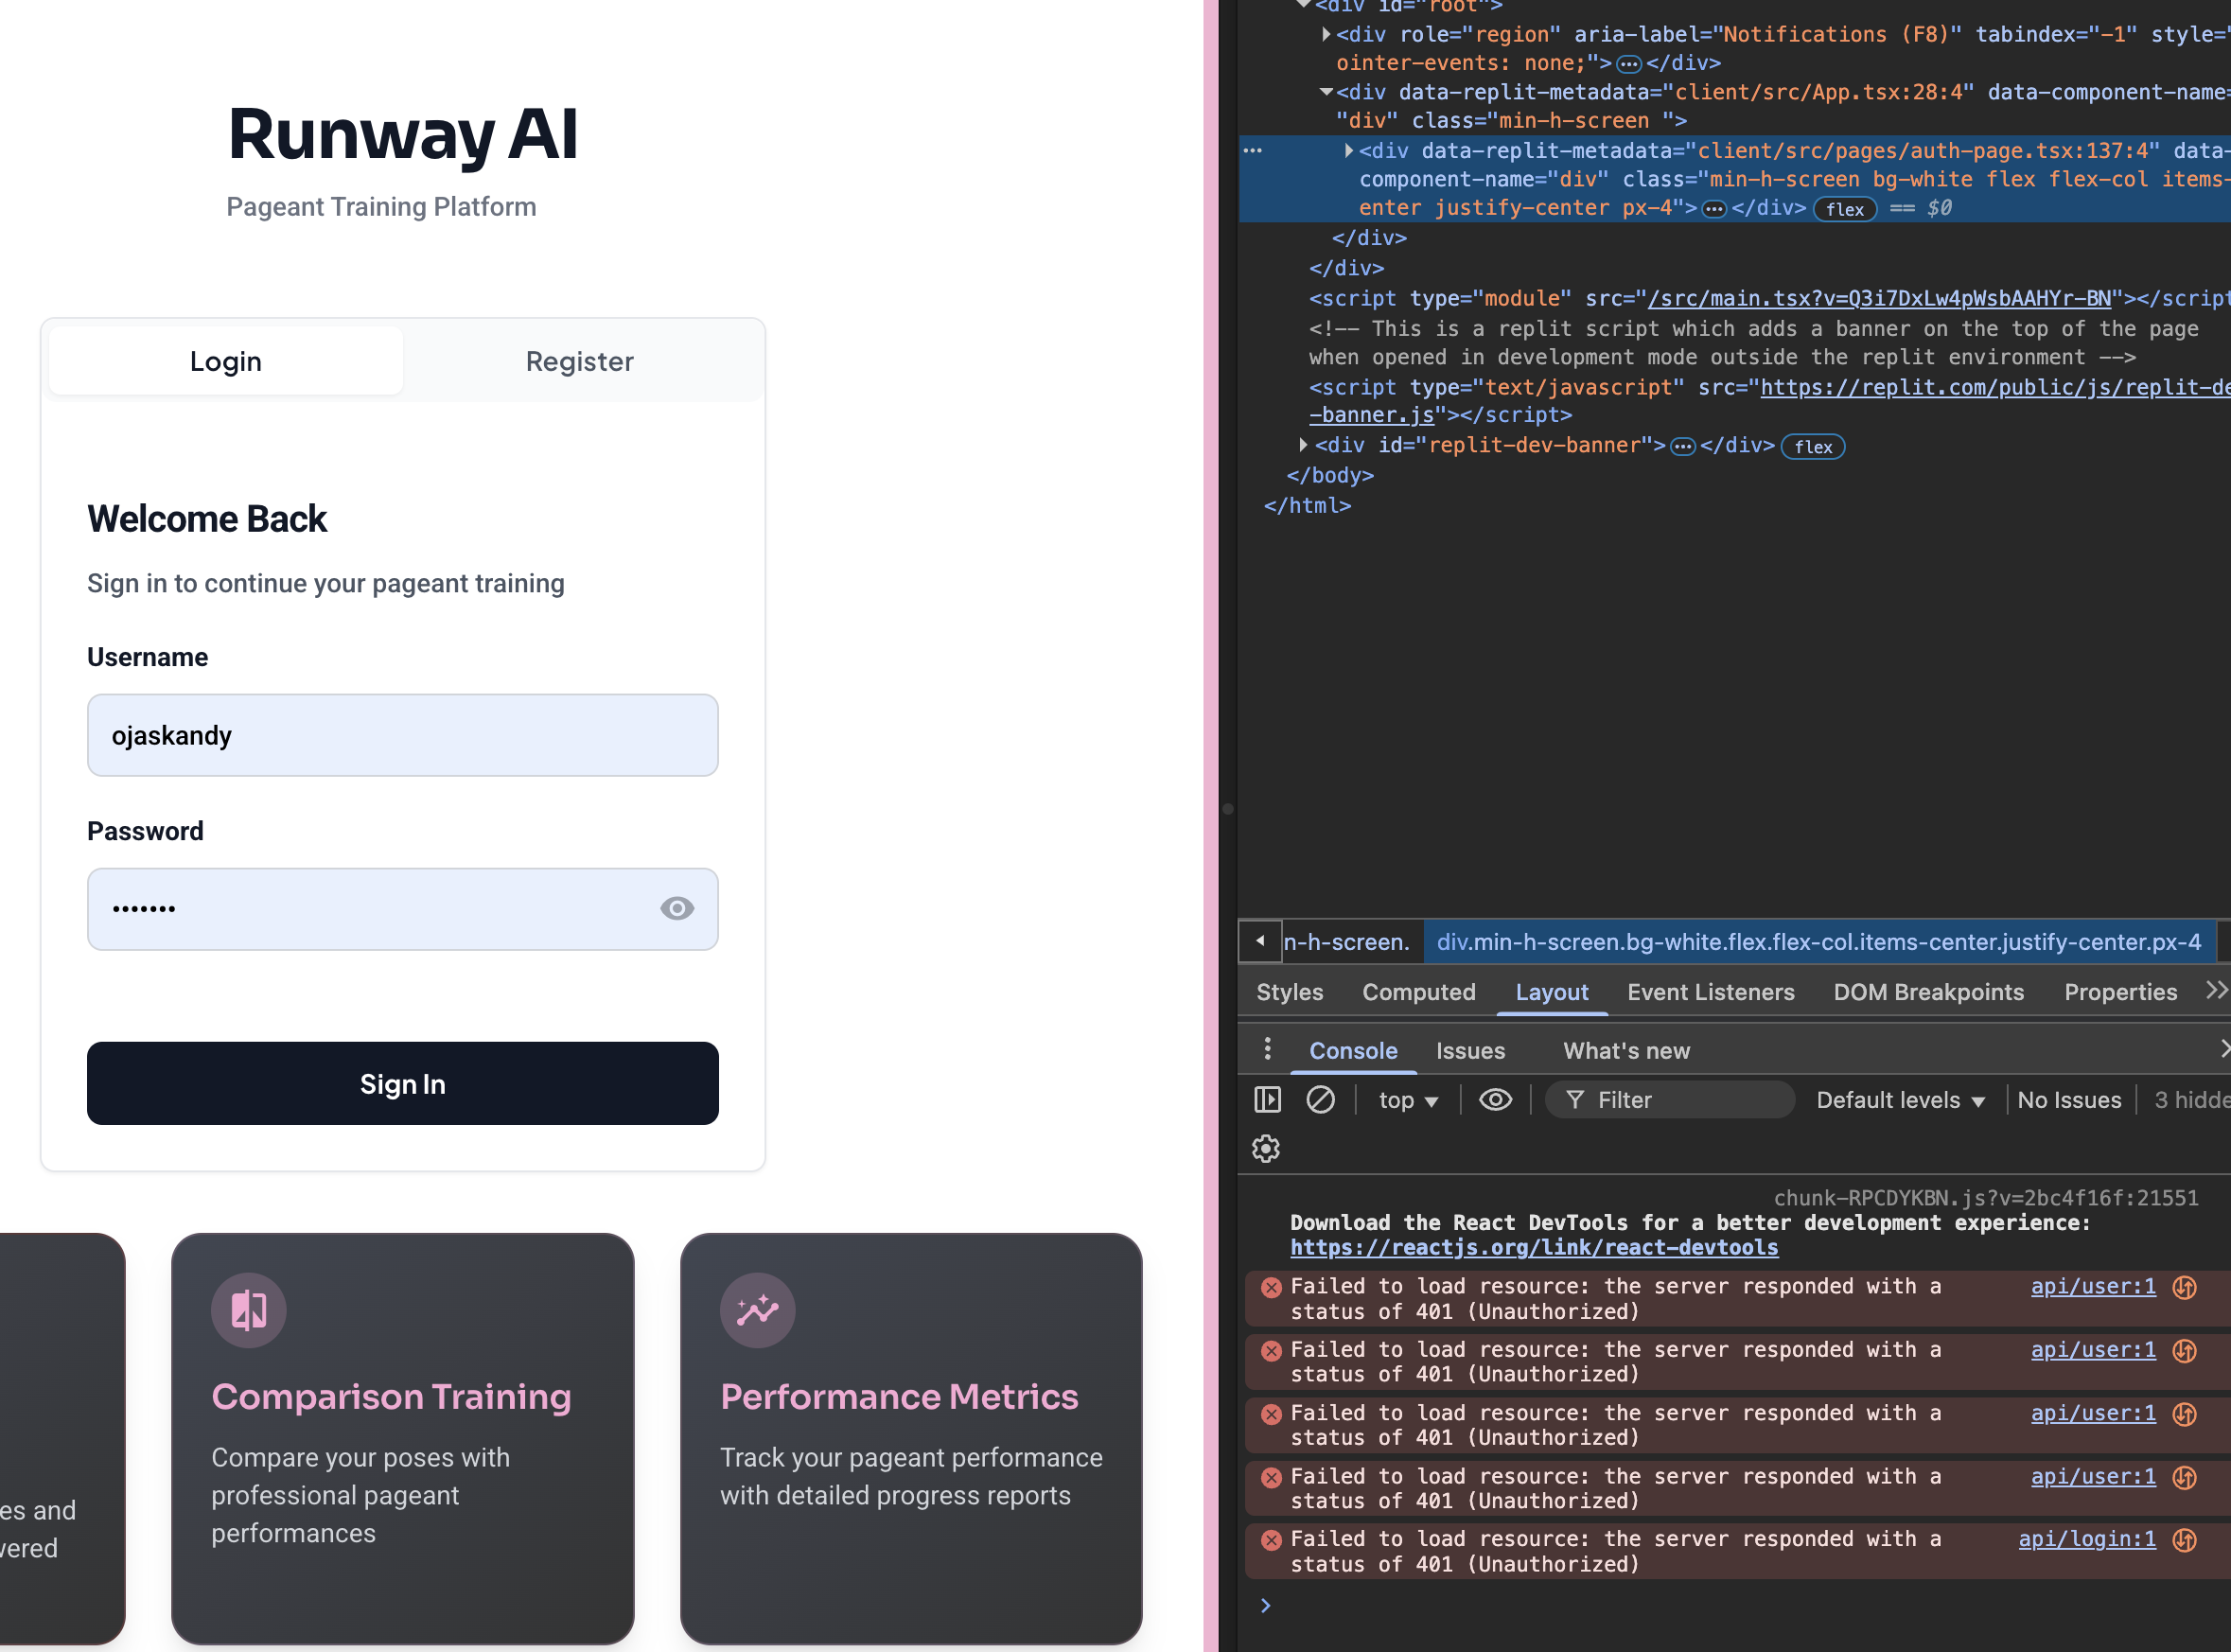 Runway AI
Pageant Training Platform
Login
Register
Welcome Back
Sign in to continue your pageant training
Username
ojaskandy
Password
•••••••
Sign In
es and
wered
Comparison Training
Compare your poses with
professional pageant
performances
Performance Metrics
Track your pageant performance
with detailed progress reports
<div id="root">
<div role="region" aria-label="Notifications (F8)" tabindex="-1" style="
ointer-events: none;">…</div>
<div data-replit-metadata="client/src/App.tsx:28:4" data-component-name=
"div" class="min-h-screen ">
<div data-replit-metadata="client/src/pages/auth-page.tsx:137:4" data-
component-name="div" class="min-h-screen bg-white flex flex-col items-
enter justify-center px-4">…</div> flex == $0
</div>
</div>
<script type="module" src="/src/main.tsx?v=Q3i7DxLw4pWsbAAHYr-BN"></script
<!-- This is a replit script which adds a banner on the top of the page
when opened in development mode outside the replit environment -->
<script type="text/javascript" src="https://replit.com/public/js/replit-de
-banner.js"></script>
<div id="replit-dev-banner">…</div> flex
</body>
</html>
n-h-screen.
div.min-h-screen.bg-white.flex.flex-col.items-center.justify-center.px-4
Styles Computed Layout Event Listeners DOM Breakpoints Properties
Console Issues What's new
top Filter Default levels No Issues 3 hidde
chunk-RPCDYKBN.js?v=2bc4f16f:21551
Download the React DevTools for a better development experience:
https://reactjs.org/link/react-devtools
Failed to load resource: the server responded with a api/user:1
status of 401 (Unauthorized)
Failed to load resource: the server responded with a api/user:1
status of 401 (Unauthorized)
Failed to load resource: the server responded with a api/user:1
status of 401 (Unauthorized)
Failed to load resource: the server responded with a api/user:1
status of 401 (Unauthorized)
Failed to load resource: the server responded with a api/login:1
status of 401 (Unauthorized)